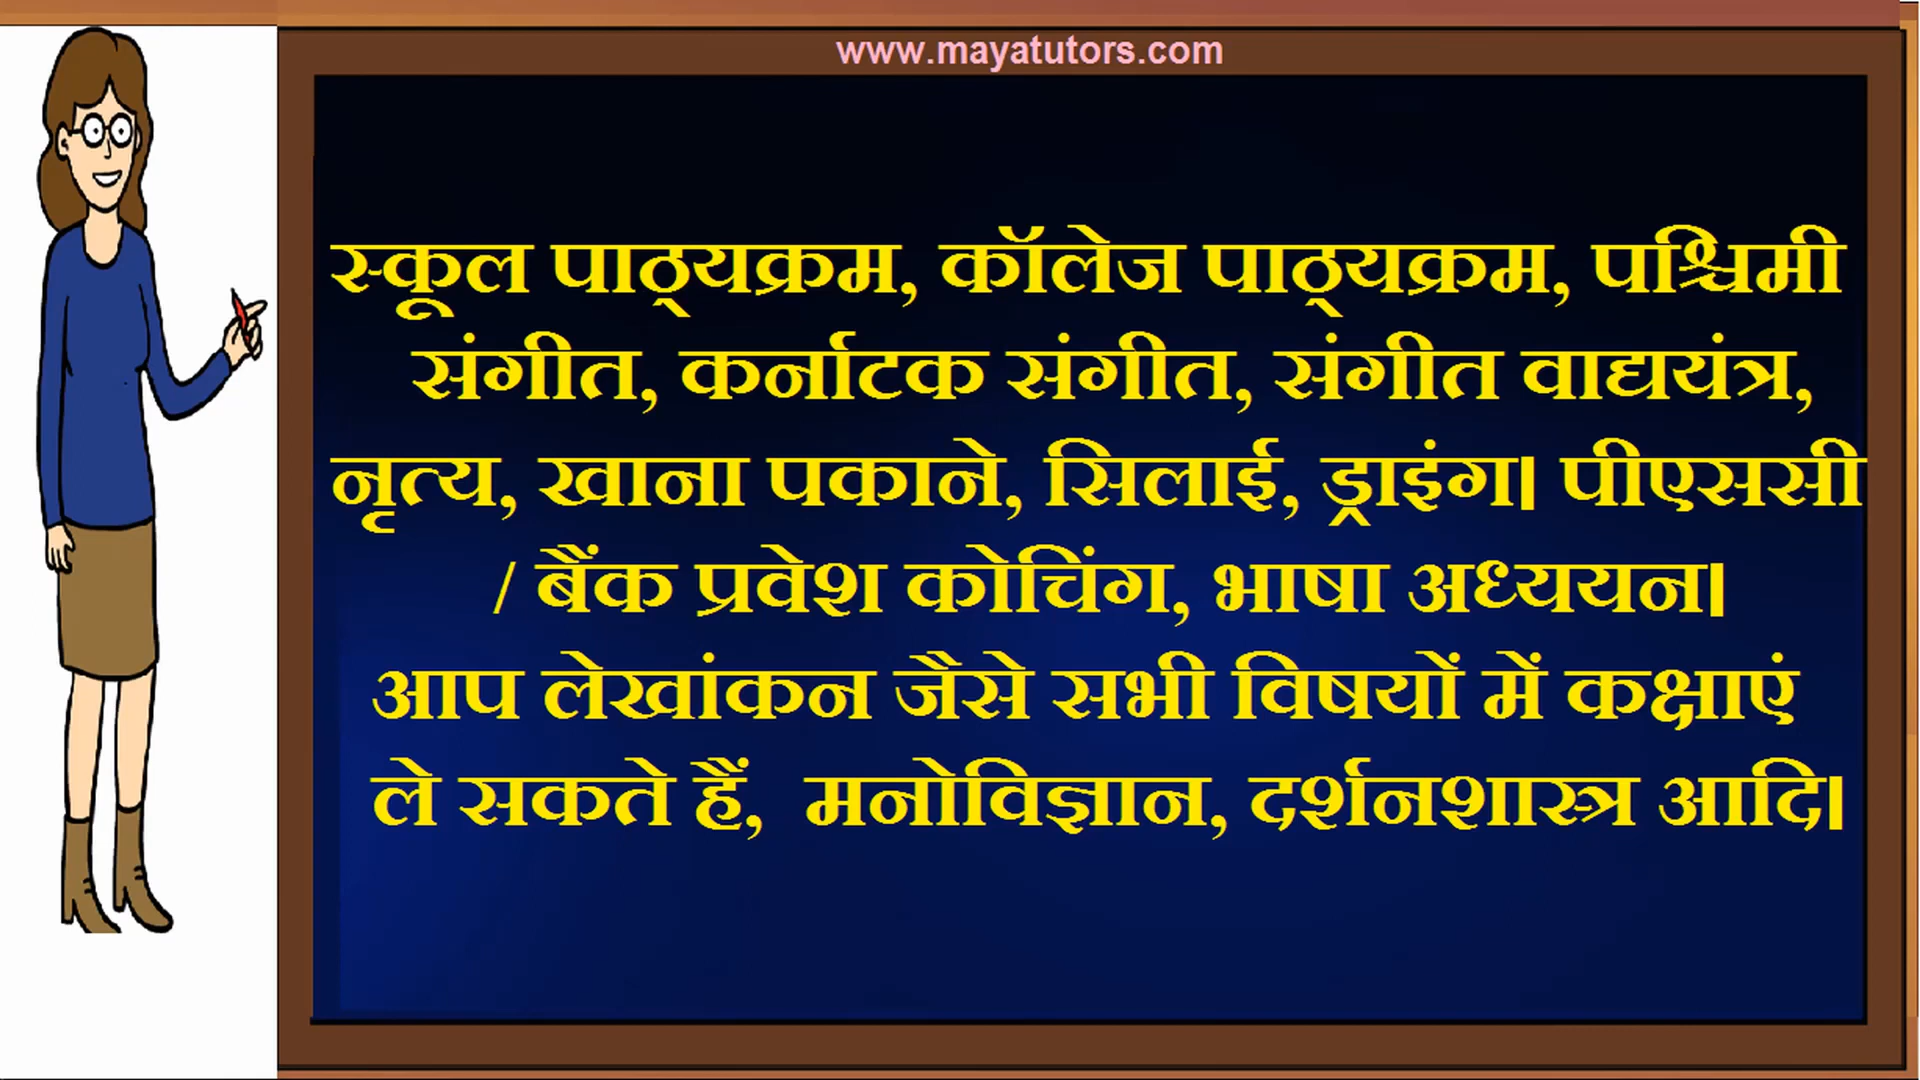 www.mayatutors.com
स्कूल पाठ्यक्रम, कॉलेज पाठ्यक्रम, पश्चिमी
संगीत, कर्नाटक संगीत, संगीत वाद्ययंत्र,
नृत्य, खाना पकाने, सिलाई, ड्राइंग। पीएससी
/ बैंक प्रवेश कोचिंग, भाषा अध्ययन।
आप लेखांकन जैसे सभी विषयों में कक्षाएं
ले सकते हैं, मनोविज्ञान, दर्शनशास्त्र आदि।